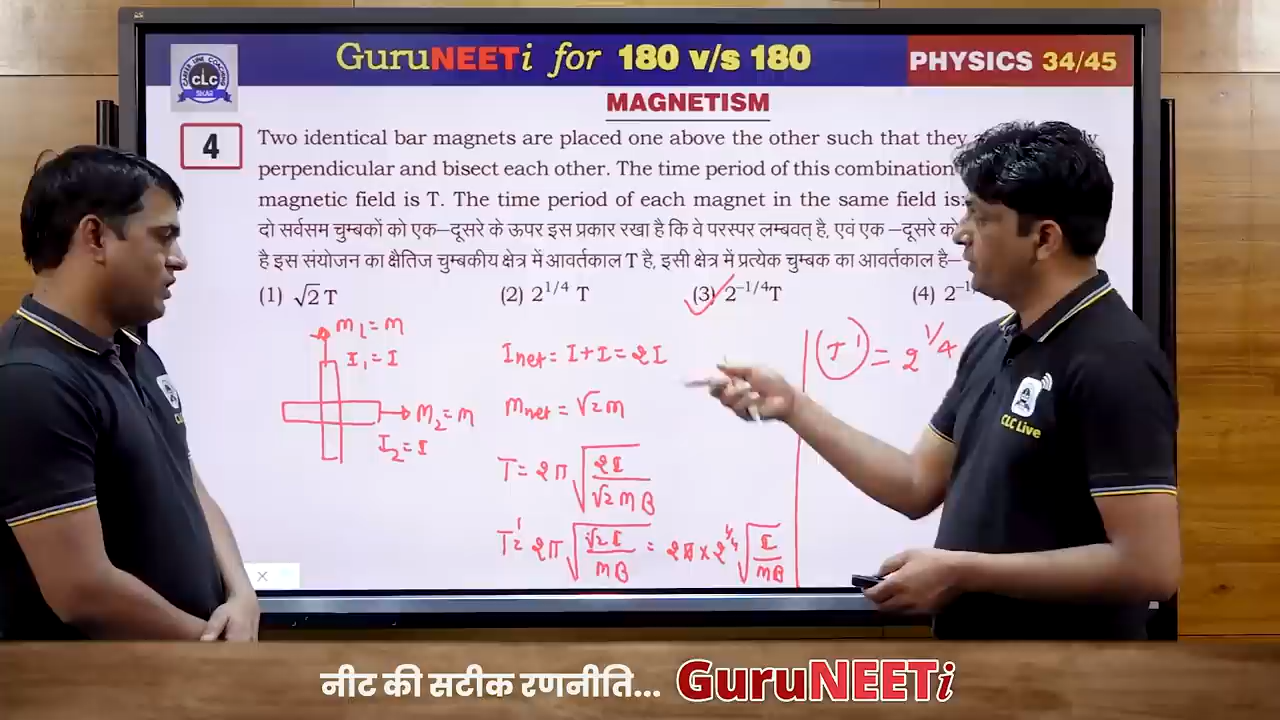 GuruNEETi for 180 v/s 180
PHYSICS 34/45
CLC
SIKAR
MAGNETISM
4
Two identical bar magnets are placed one above the other such that they
perpendicular and bisect each other. The time period of this combination
magnetic field is T. The time period of each magnet in the same field is:
दो सर्वसम चुम्बकों को एक–दूसरे के ऊपर इस प्रकार रखा है कि वे परस्पर लम्बवत् है, एवं एक –दूसरे को
है इस संयोजन का क्षैतिज चुम्बकीय क्षेत्र में आवर्तकाल T है, इसी क्षेत्र में प्रत्येक चुम्बक का आवर्तकाल है–
(1) √2 T (2) 2^{1/4} T (3) 2^{-1/4}T (4)
M₁=M
I₁=I
M₂=M
I₂=I
I_{net} = I+I = 2I
M_{net} = √2 M
T = 2π √(2I/√2 MB)
T' = 2π √(√2 I/MB) = 2π × 2^{1/4} √(I/MB)
(T') = 2^{1/4}
CLC Live
नीट की सटीक रणनीति... GuruNEETi